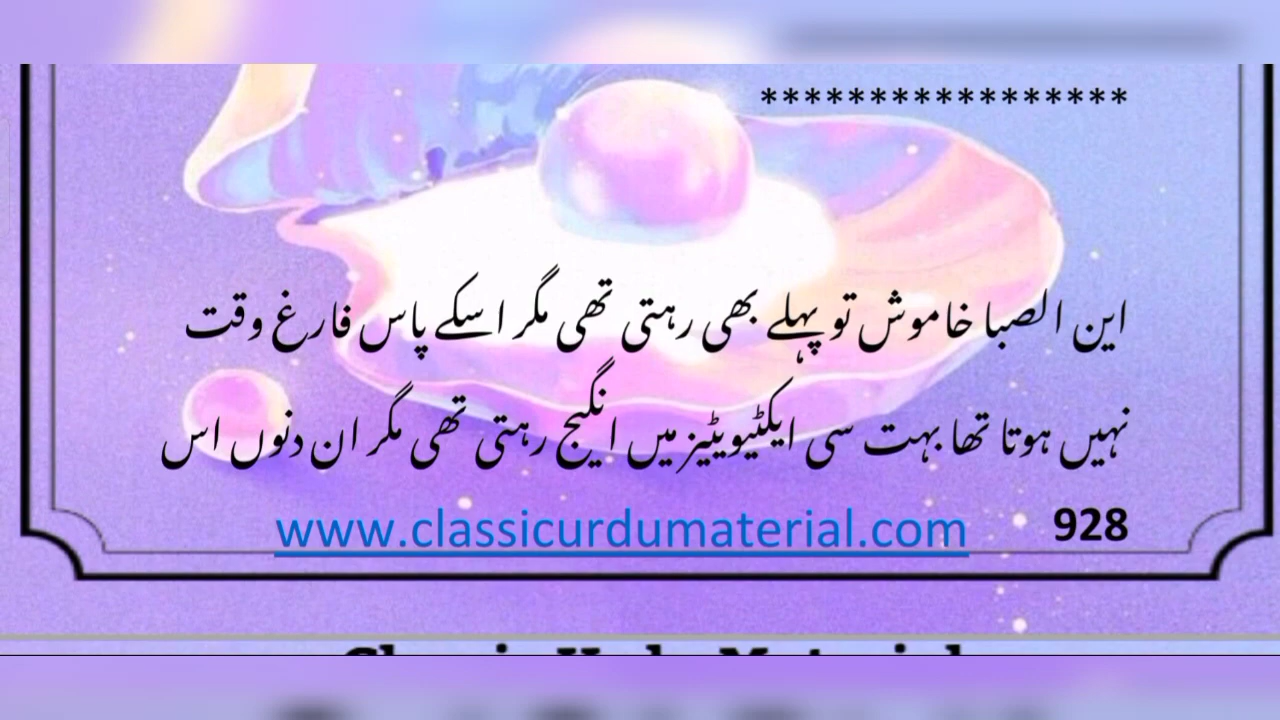 *****************
این الصبا خاموش تو پہلے بھی رہتی تھی مگر اسکے پاس فارغ وقت
نہیں ہوتا تھا بہت سی ایکٹیویٹیز میں انگیج رہتی تھی مگر ان دنوں اس
928 www.classicurdumaterial.com